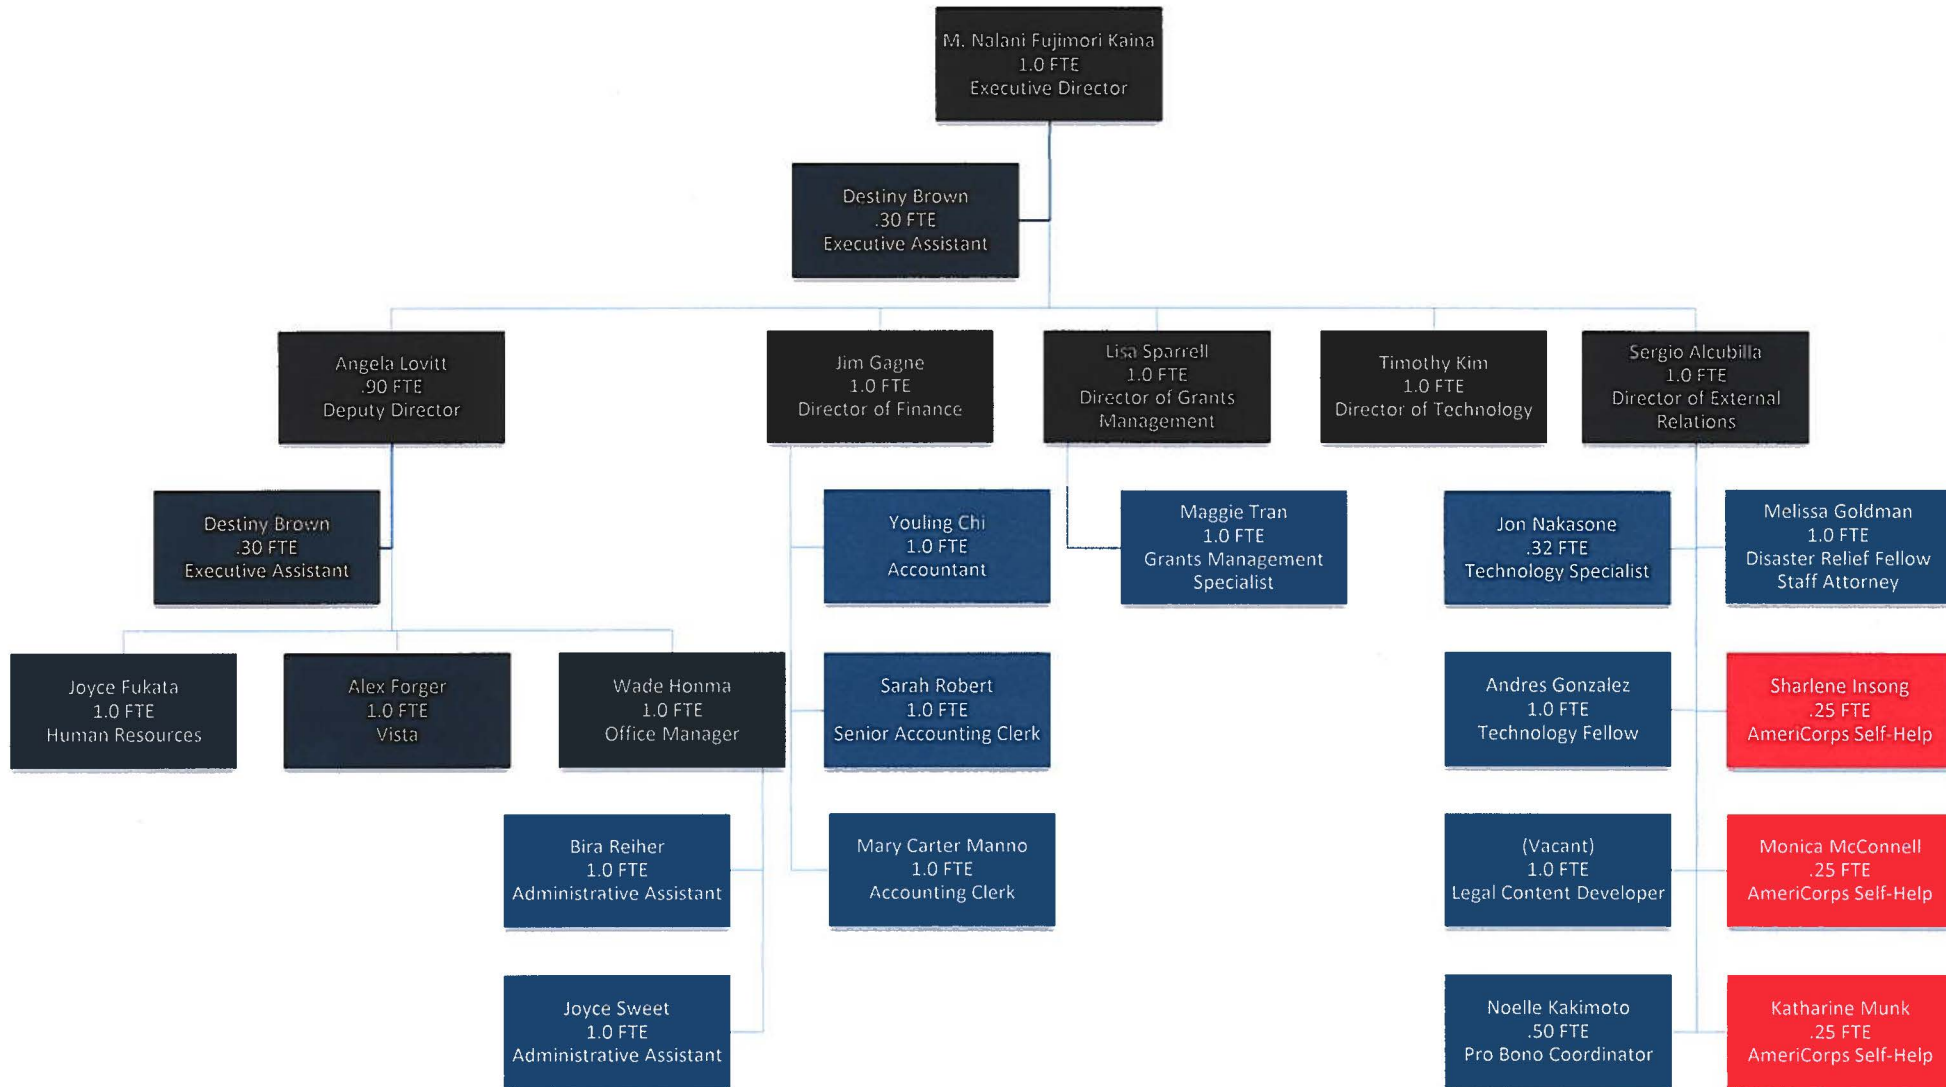 M. Nalani Fujimori Kaina
1.0 FTE
Executive Director
Destiny Brown
.30 FTE
Executive Assistant
Angela Lovitt
.90 FTE
Deputy Director
Jim Gagne
1.0 FTE
Director of Finance
Lisa Sparrell
1.0 FTE
Director of Grants
Management
Timothy Kim
1.0 FTE
Director of Technology
Sergio Alcubilla
1.0 FTE
Director of External
Relations
Destiny Brown
.30 FTE
Executive Assistant
Youling Chi
1.0 FTE
Accountant
Maggie Tran
1.0 FTE
Grants Management
Specialist
Jon Nakasone
.32 FTE
Technology Specialist
Melissa Goldman
1.0 FTE
Disaster Relief Fellow
Staff Attorney
Joyce Fukata
1.0 FTE
Human Resources
Alex Forger
1.0 FTE
Vista
Wade Honma
1.0 FTE
Office Manager
Sarah Robert
1.0 FTE
Senior Accounting Clerk
Andres Gonzalez
1.0 FTE
Technology Fellow
Sharlene Insong
.25 FTE
AmeriCorps Self-Help
Bira Reiher
1.0 FTE
Administrative Assistant
Mary Carter Manno
1.0 FTE
Accounting Clerk
(Vacant)
1.0 FTE
Legal Content Developer
Monica McConnell
.25 FTE
AmeriCorps Self-Help
Joyce Sweet
1.0 FTE
Administrative Assistant
Noelle Kakimoto
.50 FTE
Pro Bono Coordinator
Katharine Munk
.25 FTE
AmeriCorps Self-Help